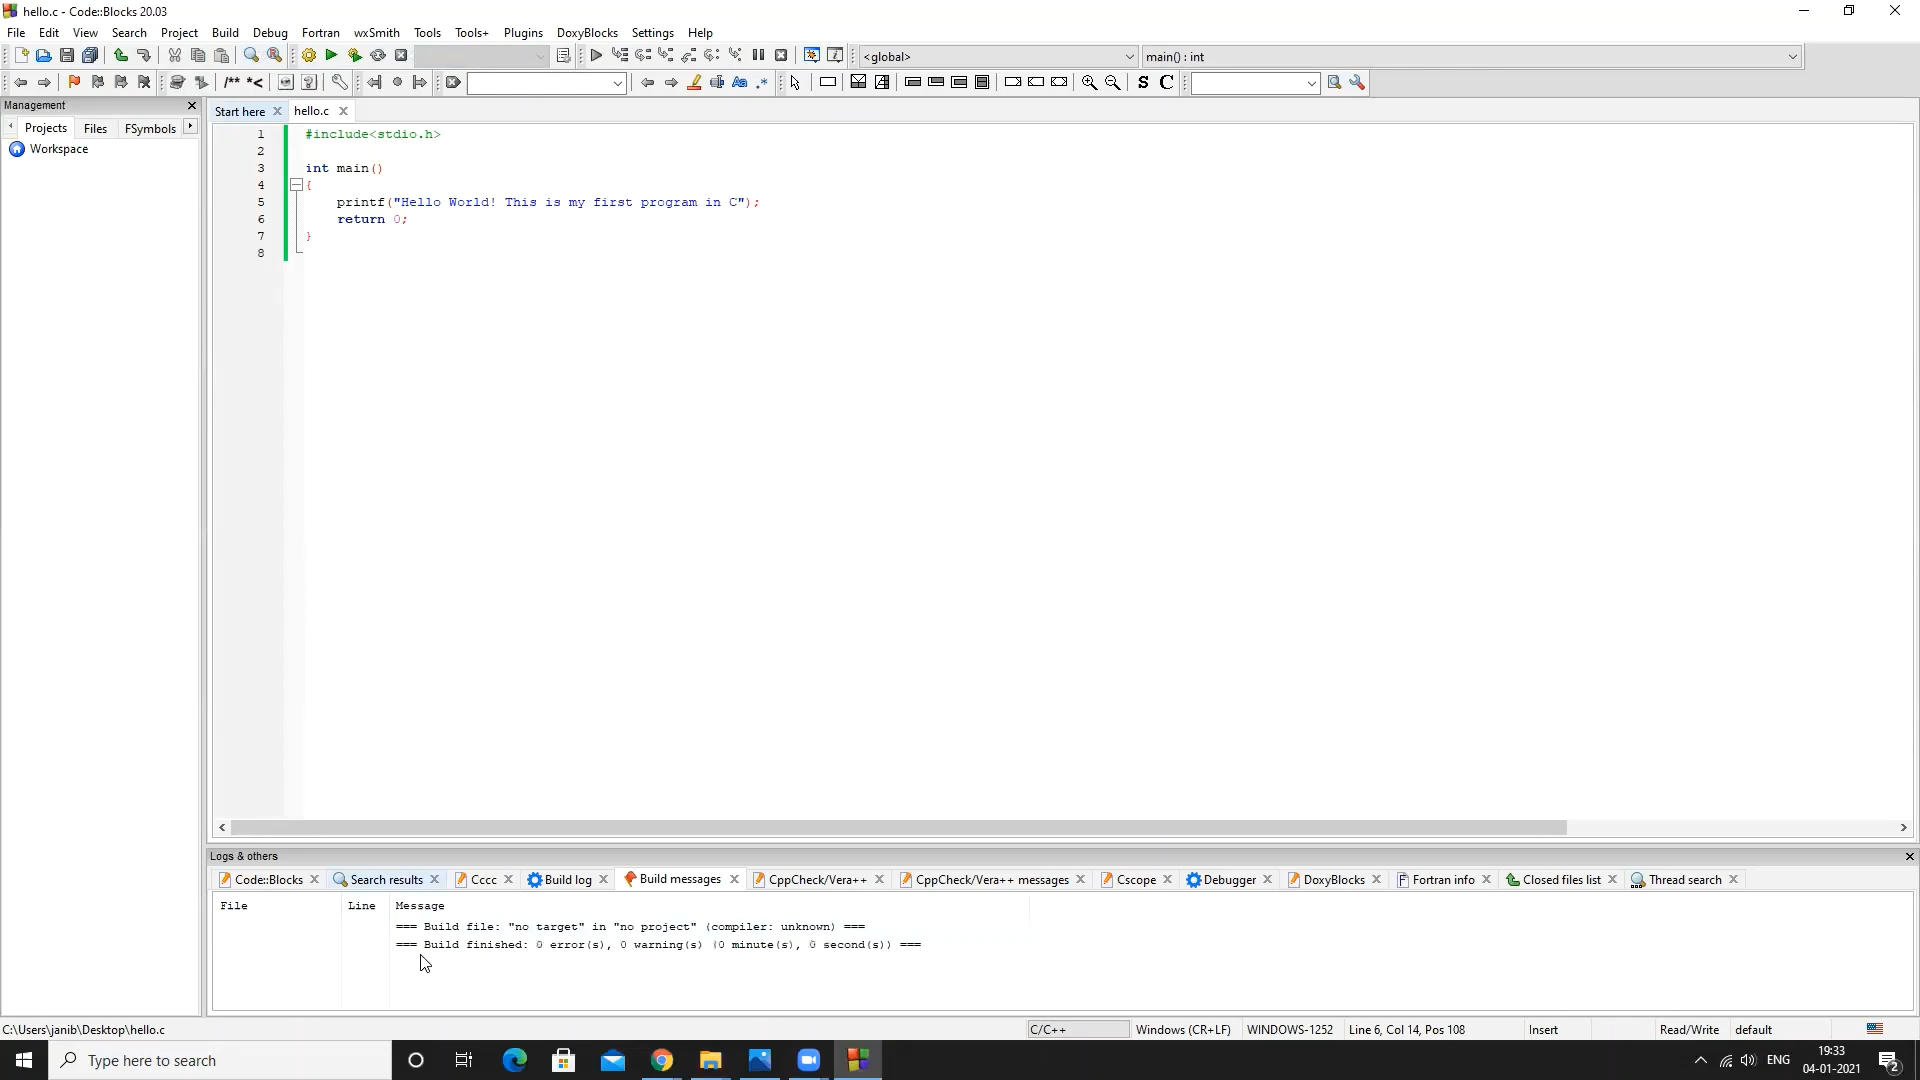 hello.c - Code::Blocks 20.03
File Edit View Search Project Build Debug Fortran wxSmith Tools Tools+ Plugins DoxyBlocks Settings Help
<global> main() : int
/** *< Aa .* S C
Management
Projects Files FSymbols
Workspace
Start here hello.c
1 #include<stdio.h>
2
3 int main()
4 {
5 printf("Hello World! This is my first program in C");
6 return 0;
7 }
8
Logs & others
Code::Blocks Search results Cccc Build log Build messages CppCheck/Vera++ CppCheck/Vera++ messages Cscope Debugger DoxyBlocks Fortran info Closed files list Thread search
File Line Message
=== Build file: "no target" in "no project" (compiler: unknown) ===
=== Build finished: 0 error(s), 0 warning(s) (0 minute(s), 0 second(s)) ===
C:\Users\janib\Desktop\hello.c C/C++ Windows (CR+LF) WINDOWS-1252 Line 6, Col 14, Pos 108 Insert Read/Write default
Type here to search ENG 19:33
04-01-2021 2